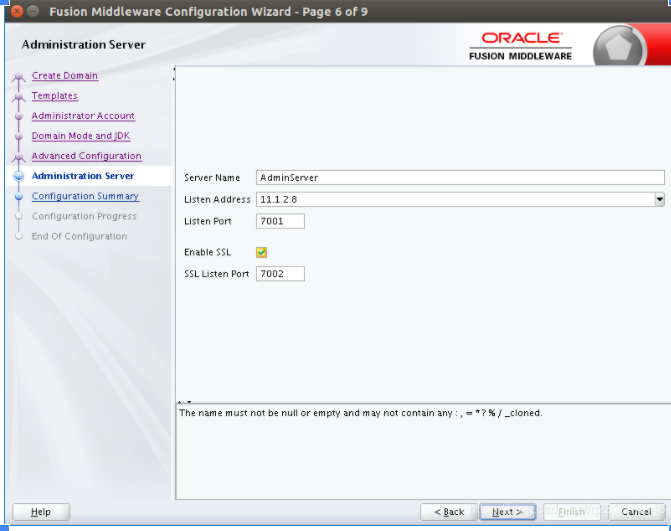 Fusion Middleware Configuration Wizard - Page 6 of 9
Administration Server
ORACLE
FUSION MIDDLEWARE
Create Domain
Templates
Administrator Account
Domain Mode and JDK
Advanced Configuration
Administration Server
Configuration Summary
Configuration Progress
End Of Configuration
Server Name AdminServer
Listen Address 11.1.2.8
Listen Port 7001
Enable SSL
SSL Listen Port 7002
The name must not be null or empty and may not contain any : , = * ? % / _cloned.
Help < Back Next > Finish Cancel